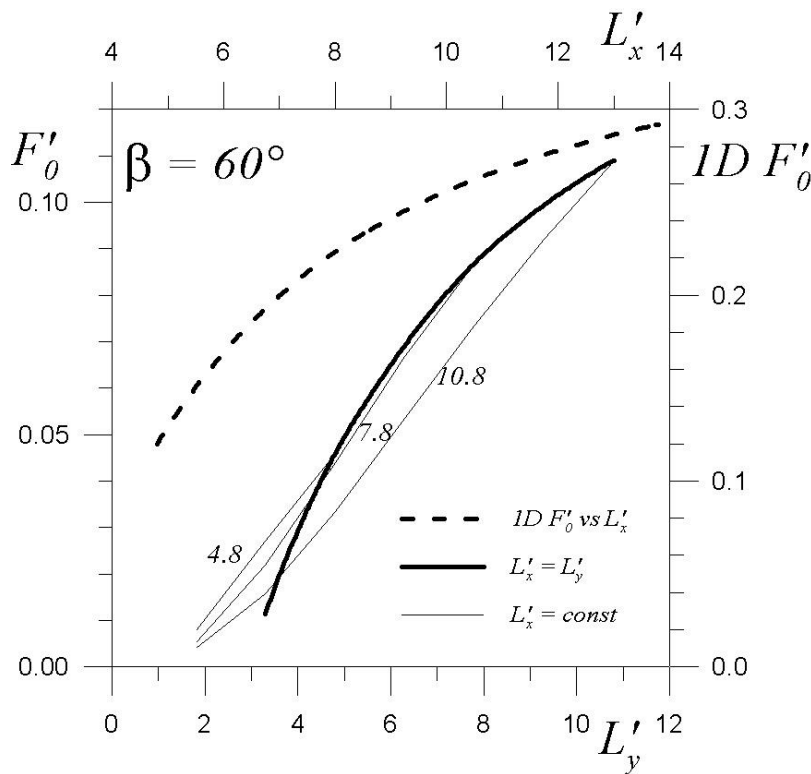 4 6 8 10 12 L'x 14
F'0
β = 60°
0.3
1D F'0
0.10
0.2
10.8
7.8
0.05
0.1
4.8
1D F'0 vs L'x
L'x = L'y
L'x = const
0.00
0.0
0 2 4 6 8 10 12
L'y